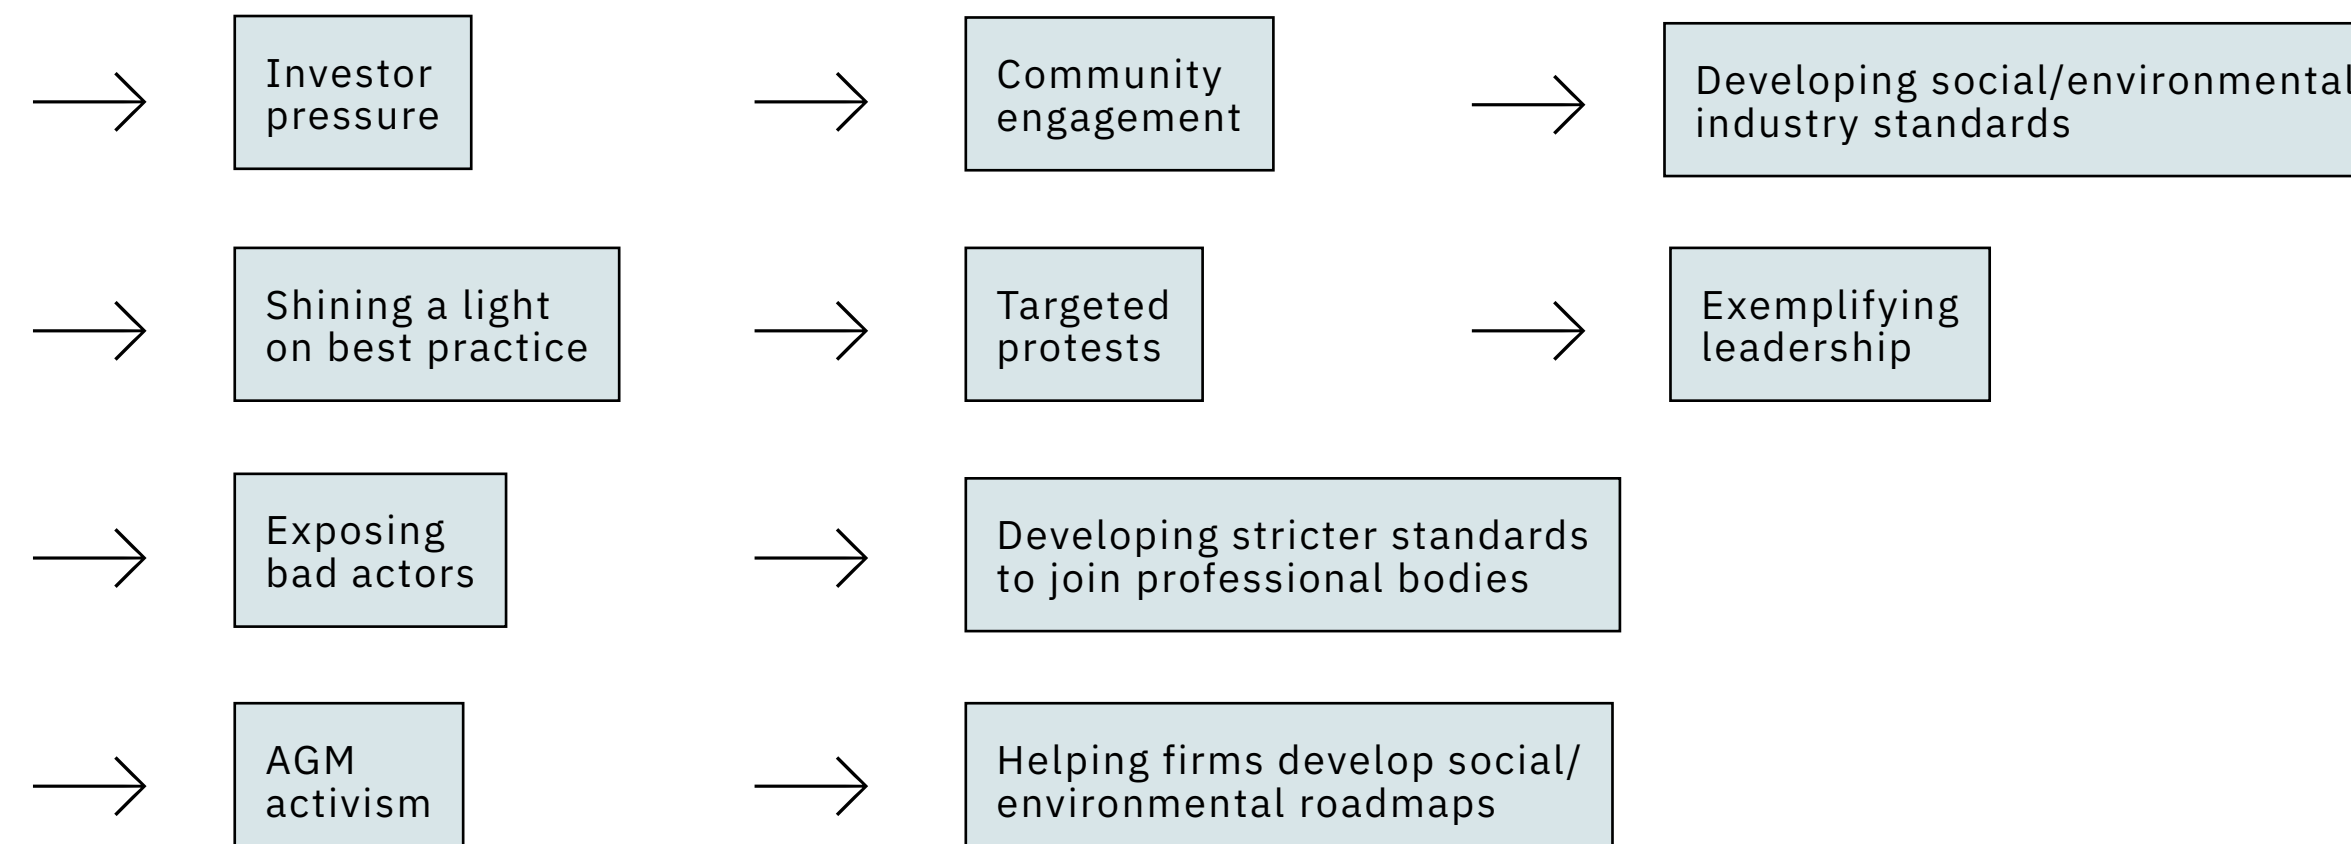 Investor
pressure
Community
engagement
Developing social/environmental
industry standards
Shining a light
on best practice
Targeted
protests
Exemplifying
leadership
Exposing
bad actors
Developing stricter standards
to join professional bodies
AGM
activism
Helping firms develop social/
environmental roadmaps